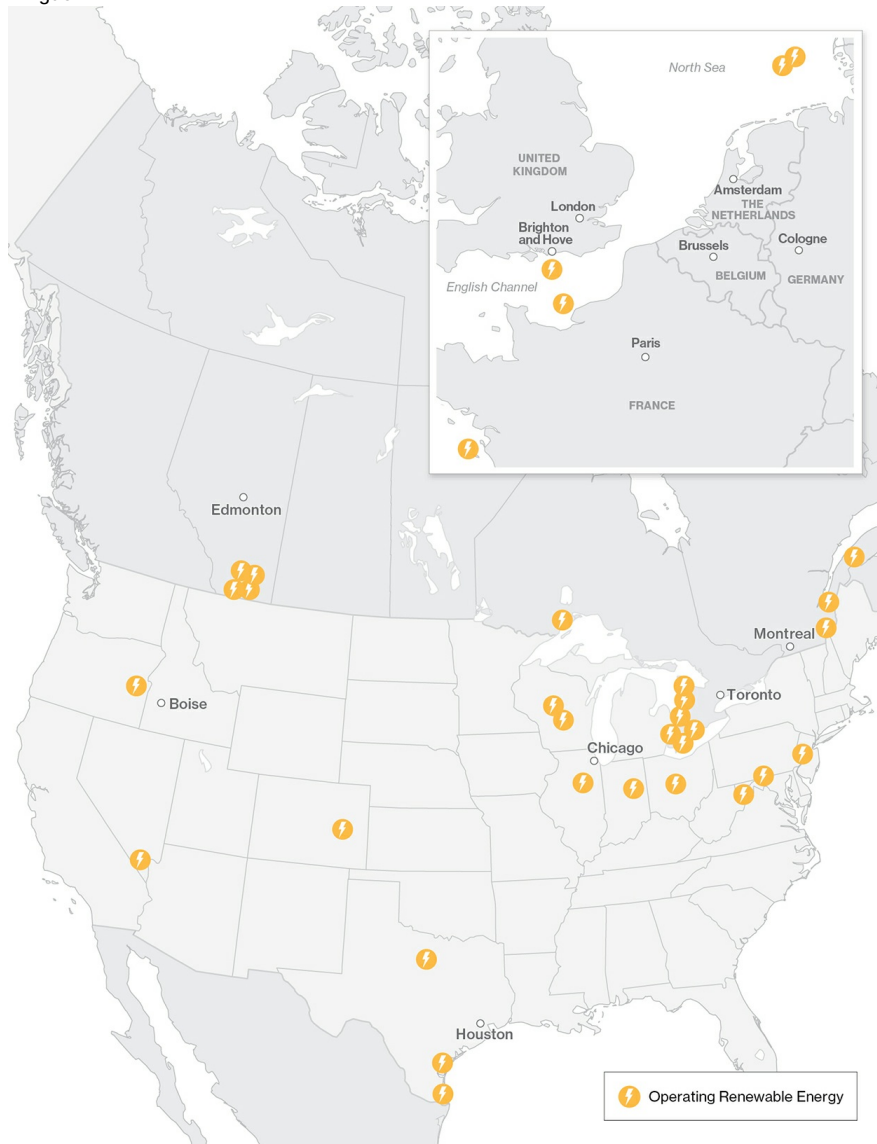 North Sea
UNITED
KINGDOM
Amsterdam
THE
NETHERLANDS
London
Brighton
and Hove
Brussels
Cologne
BELGIUM
GERMANY
English Channel
Paris
FRANCE
Edmonton
Montreal
Toronto
Boise
Chicago
Houston
Operating Renewable Energy